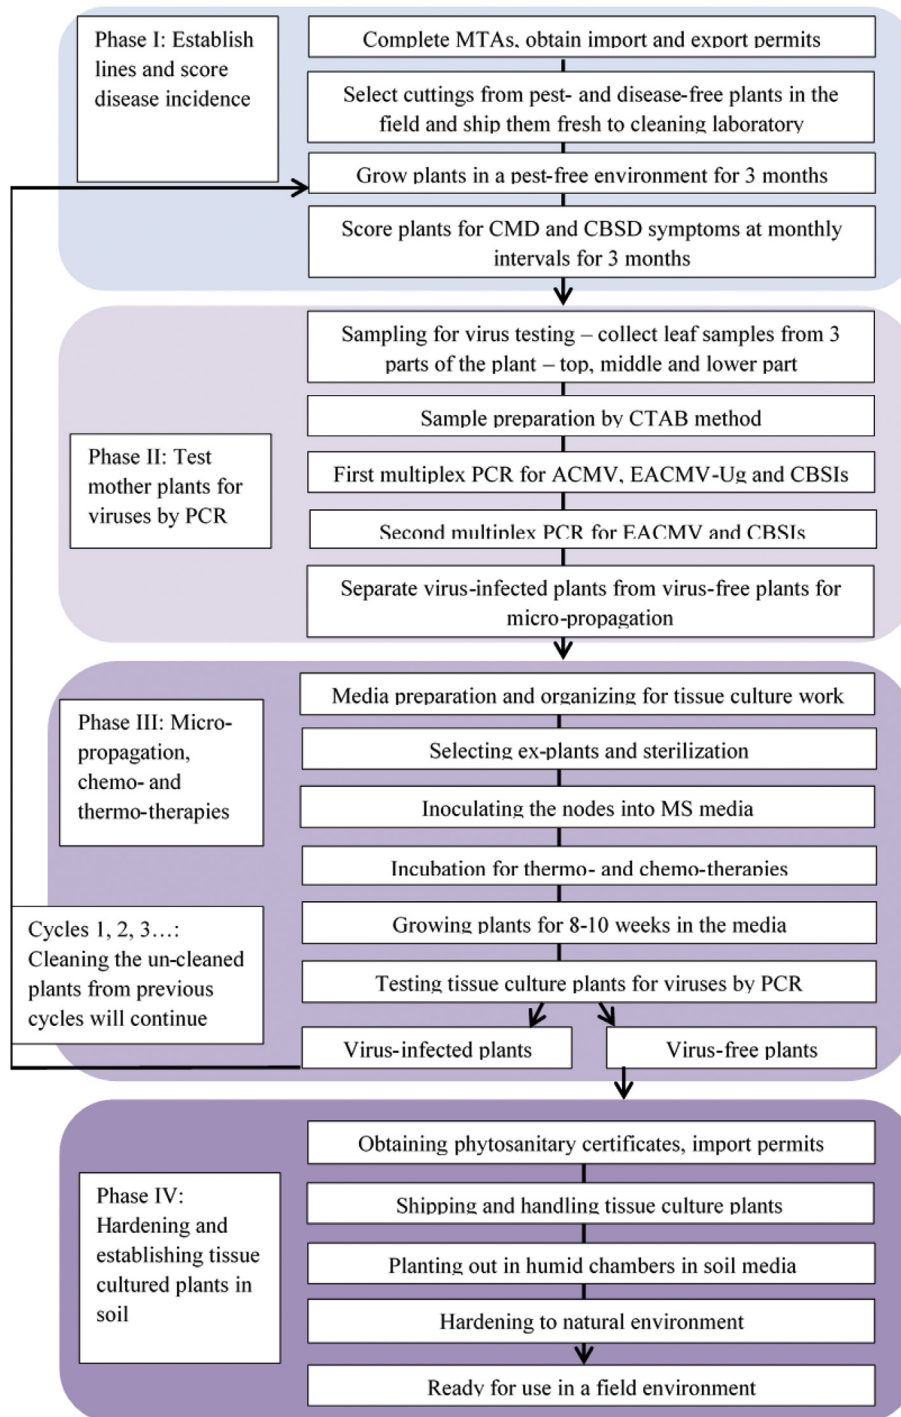 Phase I: Establish
lines and score
disease incidence
Complete MTAs, obtain import and export permits
Select cuttings from pest- and disease-free plants in the
field and ship them fresh to cleaning laboratory
Grow plants in a pest-free environment for 3 months
Score plants for CMD and CBSD symptoms at monthly
intervals for 3 months
Phase II: Test
mother plants for
viruses by PCR
Sampling for virus testing – collect leaf samples from 3
parts of the plant – top, middle and lower part
Sample preparation by CTAB method
First multiplex PCR for ACMV, EACMV-Ug and CBSIs
Second multiplex PCR for EACMV and CBSIs
Separate virus-infected plants from virus-free plants for
micro-propagation
Phase III: Micro-
propagation,
chemo- and
thermo-therapies
Media preparation and organizing for tissue culture work
Selecting ex-plants and sterilization
Inoculating the nodes into MS media
Incubation for thermo- and chemo-therapies
Growing plants for 8-10 weeks in the media
Testing tissue culture plants for viruses by PCR
Cycles 1, 2, 3…:
Cleaning the un-cleaned
plants from previous
cycles will continue
Virus-infected plants
Virus-free plants
Phase IV:
Hardening and
establishing tissue
cultured plants in
soil
Obtaining phytosanitary certificates, import permits
Shipping and handling tissue culture plants
Planting out in humid chambers in soil media
Hardening to natural environment
Ready for use in a field environment